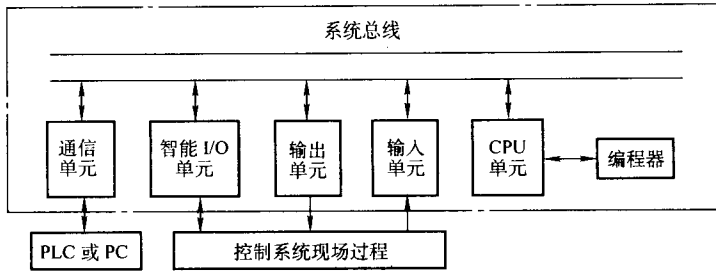 系统总线
通信
单元
智能 I/O
单元
输出
单元
输入
单元
CPU
单元
编程器
PLC 或 PC
控制系统现场过程